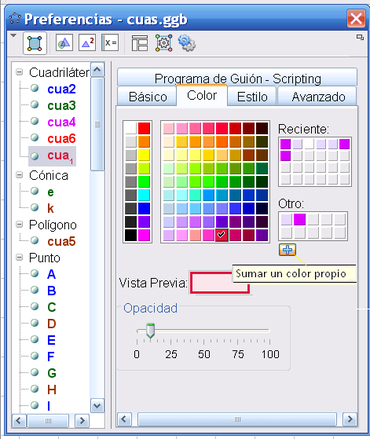 Preferencias - cuas.ggb
Programa de Guión - Scripting
Básico Color Estilo Avanzado
Cuadriláter
cua2
cua3
cua4
cua6
cua₁
Cónica
e
k
Polígono
cua5
Punto
A
B
C
D
E
F
G
H
I
Reciente:
Otro:
Sumar un color propio
Vista Previa:
Opacidad
0 25 50 75 100